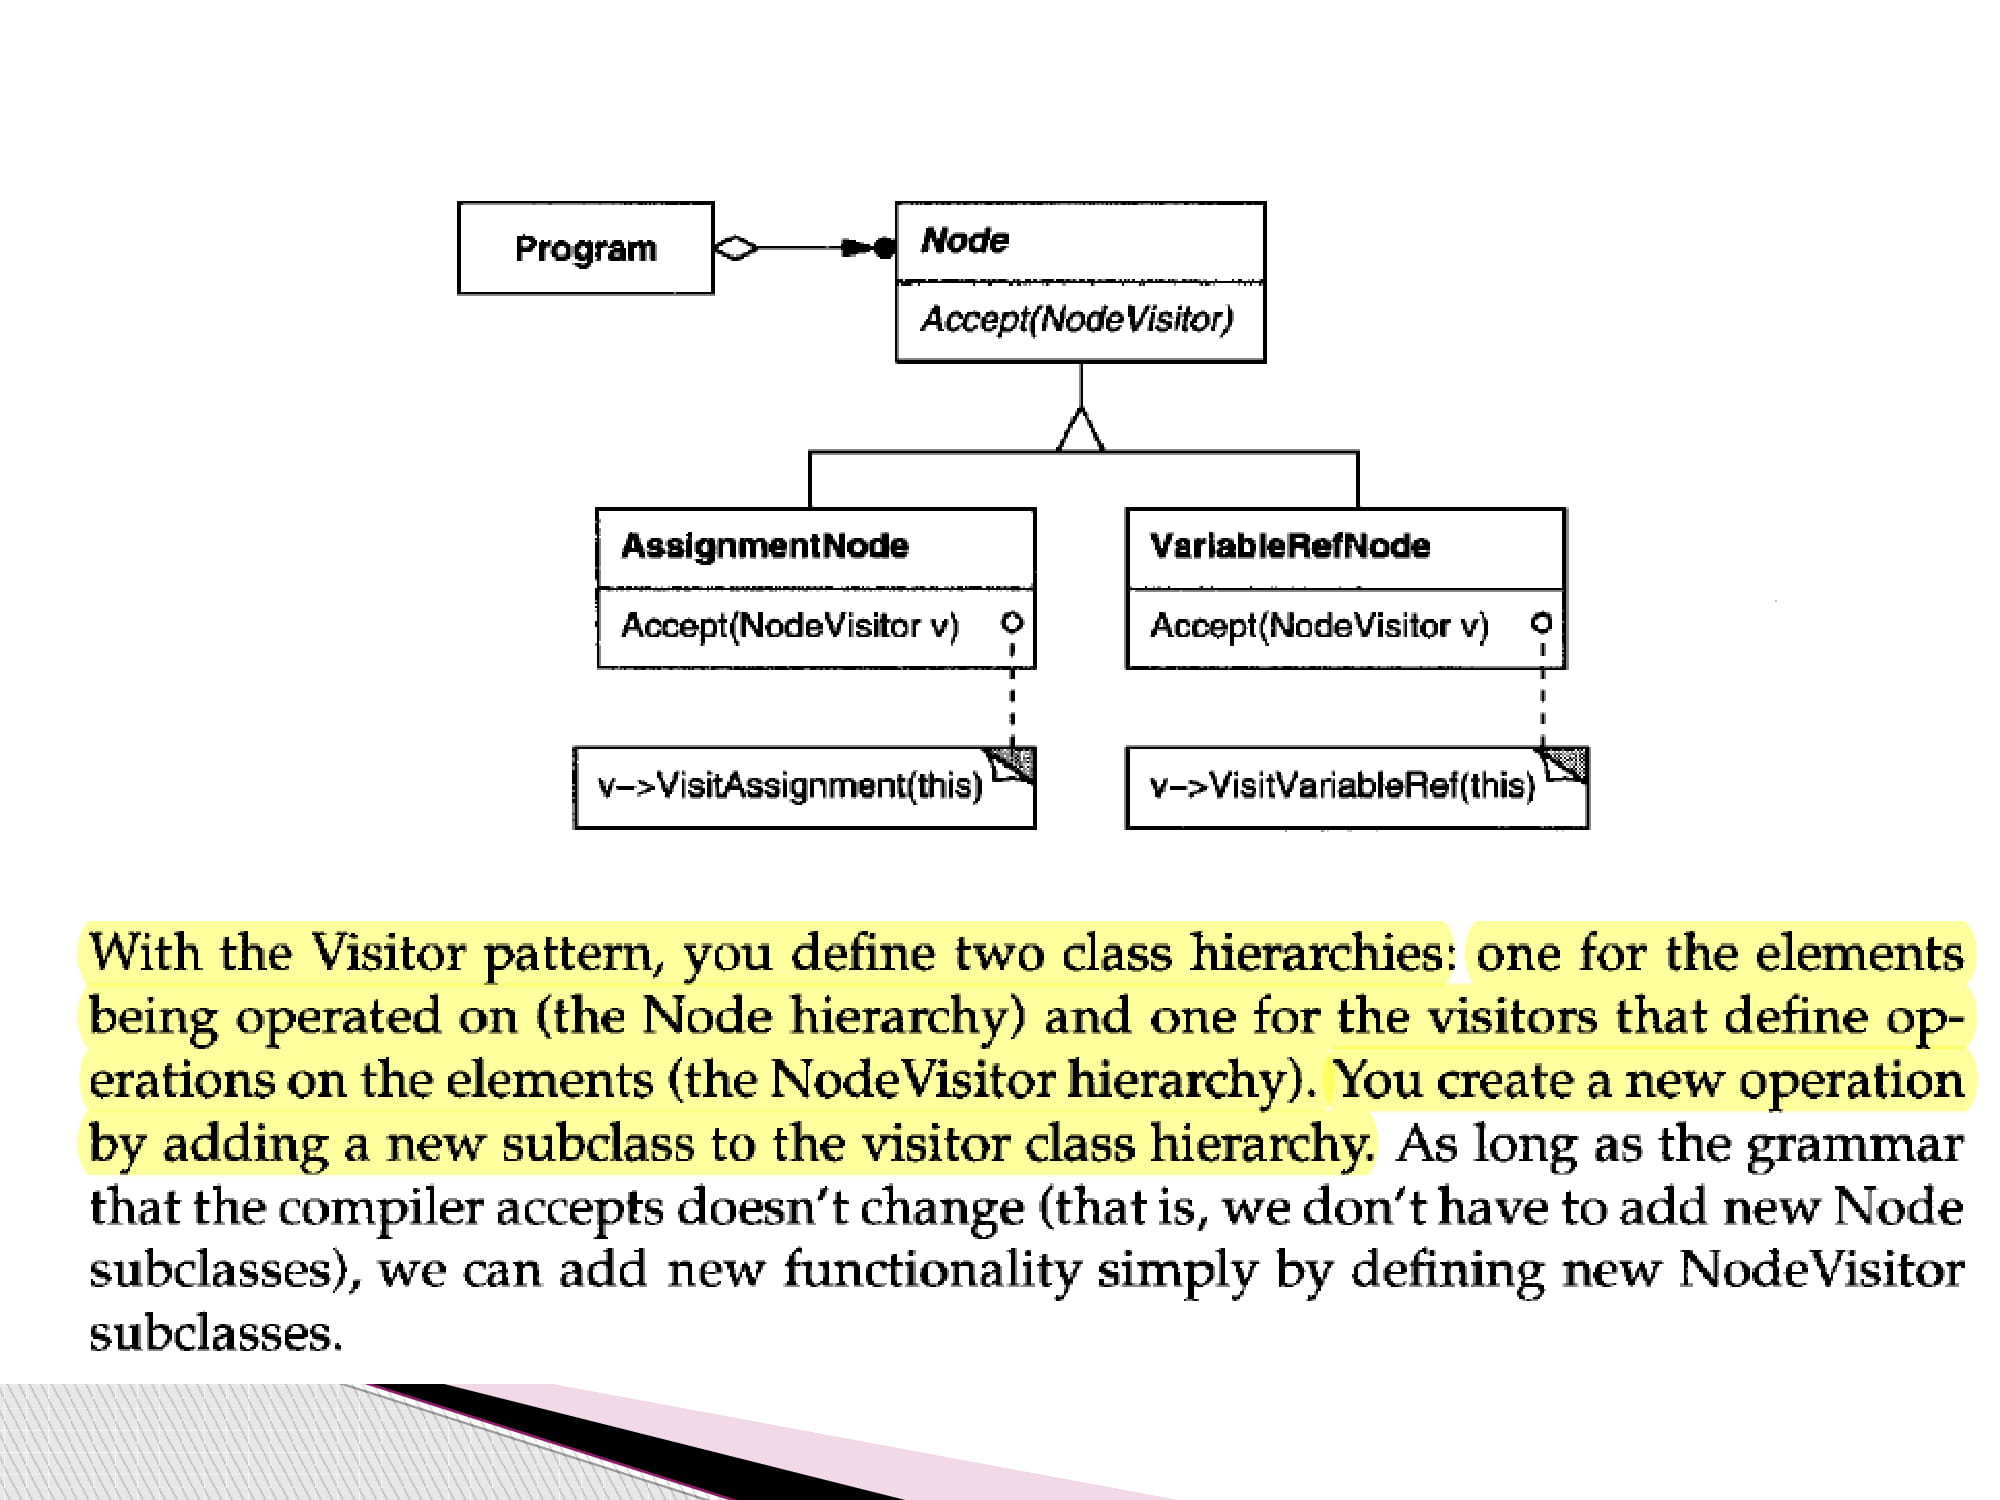 Program
Node
Accept(NodeVisitor)
AssignmentNode
VariableRefNode
Accept(NodeVisitor v)
Accept(NodeVisitor v)
v–>VisitAssignment(this)
v–>VisitVariableRef(this)
With the Visitor pattern, you define two class hierarchies: one for the elements
being operated on (the Node hierarchy) and one for the visitors that define op-
erations on the elements (the NodeVisitor hierarchy). You create a new operation
by adding a new subclass to the visitor class hierarchy. As long as the grammar
that the compiler accepts doesn't change (that is, we don't have to add new Node
subclasses), we can add new functionality simply by defining new NodeVisitor
subclasses.